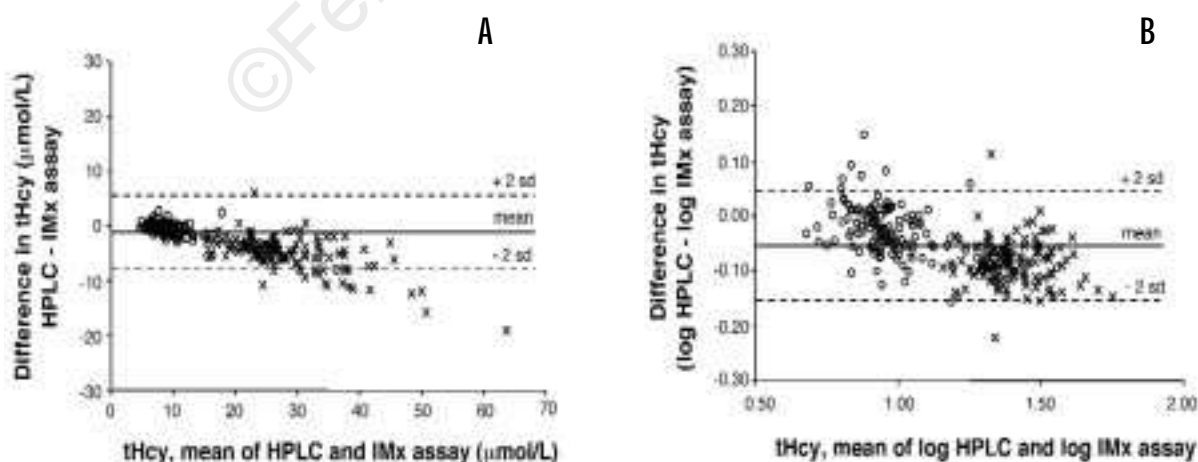 ©Fe
A
Difference in tHcy (µmol/L)
HPLC - IMx assay
30
20
10
0
-10
-20
-30
+ 2 sd
mean
- 2 sd
0 10 20 30 40 50 60 70
tHcy, mean of HPLC and IMx assay (µmol/L)
B
Difference in tHcy
(log HPLC - log IMx assay)
0.30
0.20
0.10
0.00
-0.10
-0.20
-0.30
+ 2 sd
mean
- 2 sd
0.50 1.00 1.50 2.00
tHcy, mean of log HPLC and log IMx assay